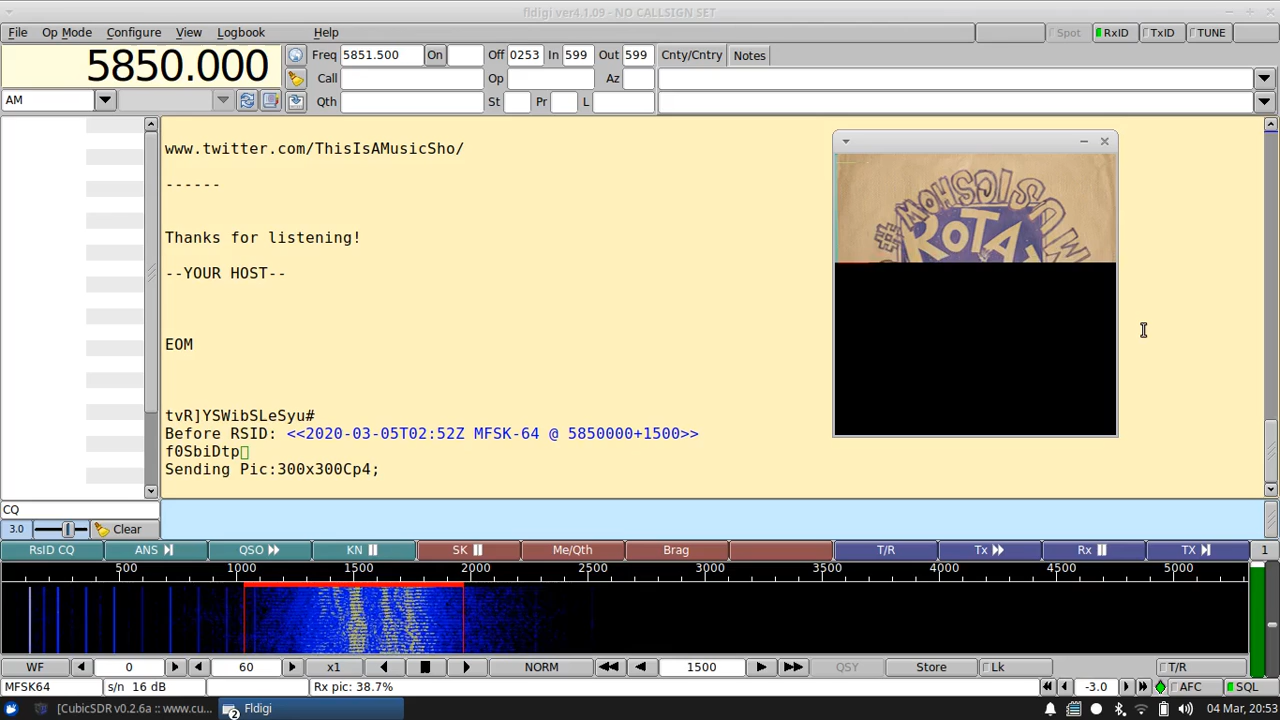 fldigi ver4.1.09 - NO CALLSIGN SET
File Op Mode Configure View Logbook Help Spot RxID TxID TUNE
5850.000
Freq 5851.500 On Off 0253 In 599 Out 599 Cnty/Cntry Notes
Call Op Az
AM Qth St Pr L
www.twitter.com/ThisIsAMusicSho/
------
Thanks for listening!
--YOUR HOST--
EOM
tvR]YSWibSLeSyu#
Before RSID: <<2020-03-05T02:52Z MFSK-64 @ 5850000+1500>>
f0SbiDtp
Sending Pic:300x300Cp4;
MUSICSHOW
ROTA
CQ
3.0 Clear
RsID CQ ANS QSO KN SK Me/Qth Brag T/R Tx Rx TX 1
500 1000 1500 2000 2500 3000 3500 4000 4500 5000
WF 0 60 x1 NORM 1500 QSY Store Lk T/R
MFSK64 s/n 16 dB Rx pic: 38.7% -3.0 AFC SQL
[CubicSDR v0.2.6a :: www.cu... 2 Fldigi 04 Mar, 20:53